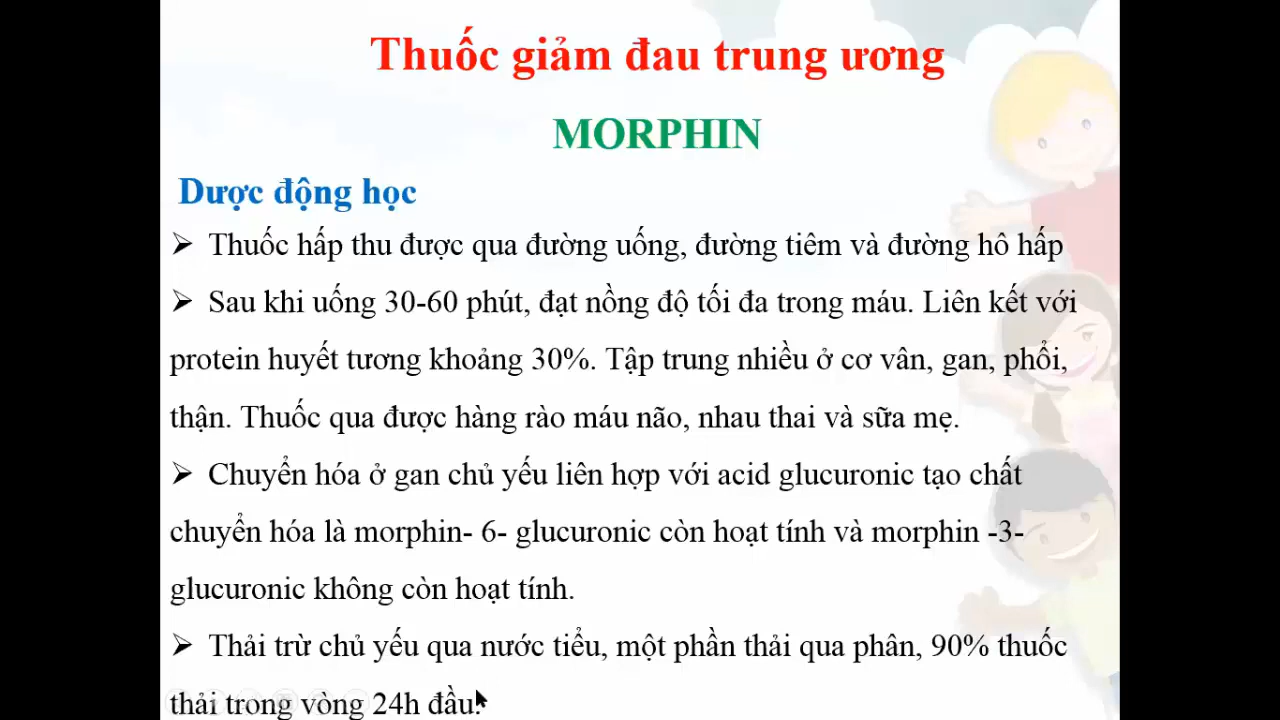 Thuốc giảm đau trung ương
MORPHIN
Dược động học
➢ Thuốc hấp thu được qua đường uống, đường tiêm và đường hô hấp
➢ Sau khi uống 30-60 phút, đạt nồng độ tối đa trong máu. Liên kết với
protein huyết tương khoảng 30%. Tập trung nhiều ở cơ vân, gan, phổi,
thận. Thuốc qua được hàng rào máu não, nhau thai và sữa mẹ.
➢ Chuyển hóa ở gan chủ yếu liên hợp với acid glucuronic tạo chất
chuyển hóa là morphin- 6- glucuronic còn hoạt tính và morphin -3-
glucuronic không còn hoạt tính.
➢ Thải trừ chủ yếu qua nước tiểu, một phần thải qua phân, 90% thuốc
thải trong vòng 24h đầu.